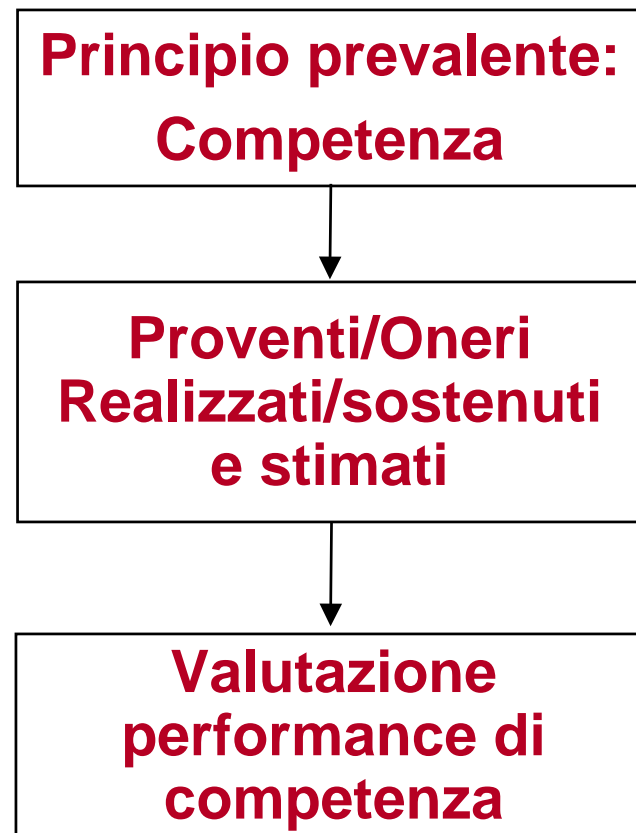 Principio prevalente:
Competenza
Proventi/Oneri
Realizzati/sostenuti
e stimati
Valutazione
performance di
competenza